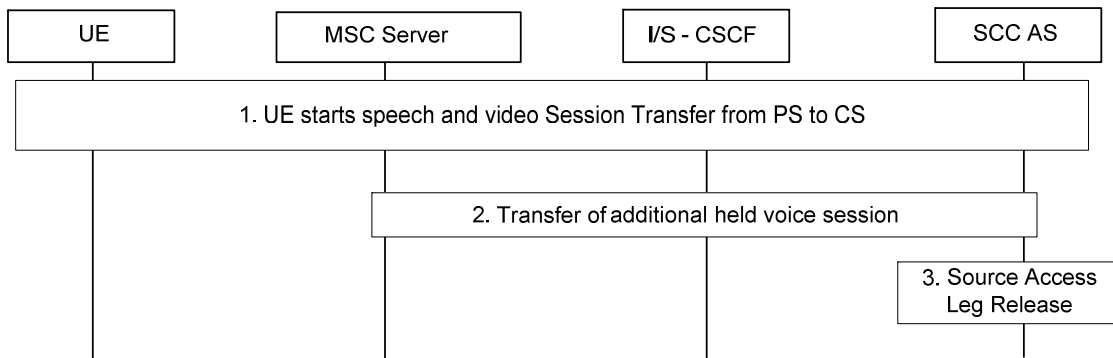 UE
MSC Server
I/S - CSCF
SCC AS
1. UE starts speech and video Session Transfer from PS to CS
2. Transfer of additional held voice session
3. Source Access
Leg Release